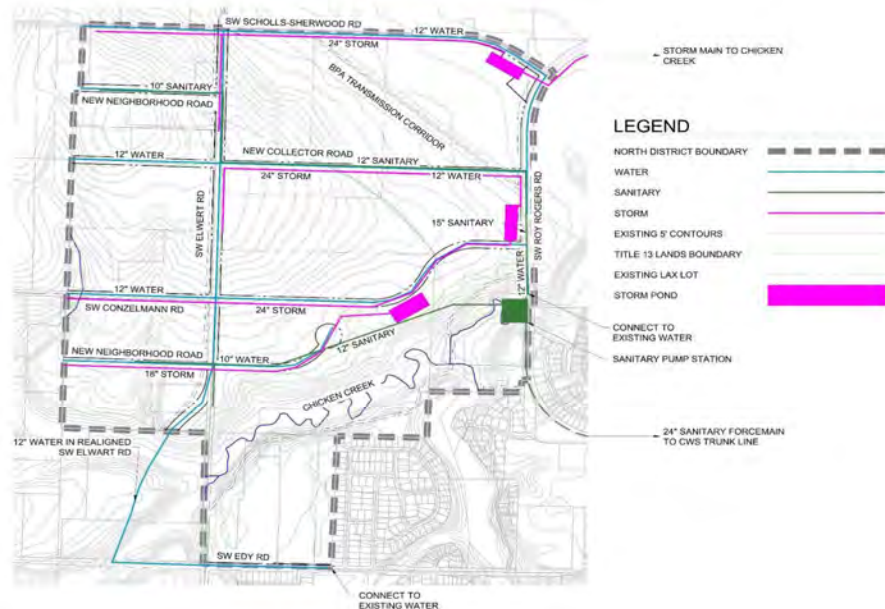 SW SCHOLLS-SHERWOOD RD
12" WATER
24" STORM
STORM MAIN TO CHICKEN
CREEK
BPA TRANSMISSION CORRIDOR
10" SANITARY
NEW NEIGHBORHOOD ROAD
LEGEND
NORTH DISTRICT BOUNDARY
WATER
SANITARY
STORM
EXISTING 5' CONTOURS
TITLE 13 LANDS BOUNDARY
EXISTING LAX LOT
STORM POND
12" WATER
NEW COLLECTOR ROAD
12" SANITARY
24" STORM
12" WATER
SW ELWERT RD
SW ROY ROGERS RD
15" SANITARY
12" WATER
12" WATER
SW CONZELMANN RD
24" STORM
CONNECT TO
EXISTING WATER
SANITARY PUMP STATION
NEW NEIGHBORHOOD ROAD
10" WATER
12" SANITARY
18" STORM
CHICKEN CREEK
24" SANITARY FORCEMAIN
TO CWS TRUNK LINE
12" WATER IN REALIGNED
SW ELWART RD
SW EDY RD
CONNECT TO
EXISTING WATER